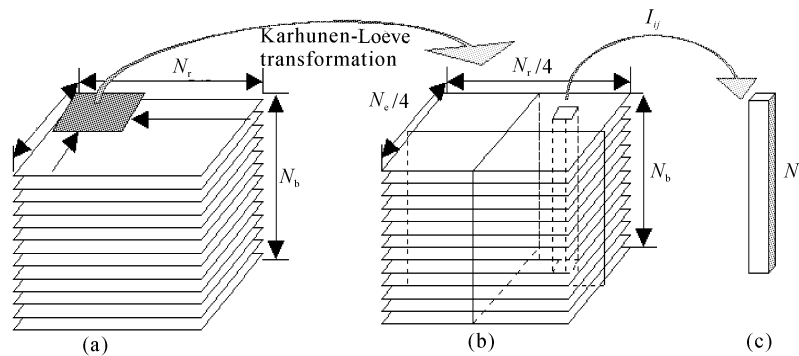 Karhunen-Loeve
transformation
I_ij
N_r
N_r/4
N_e/4
N_b
N_b
N
(a)
(b)
(c)